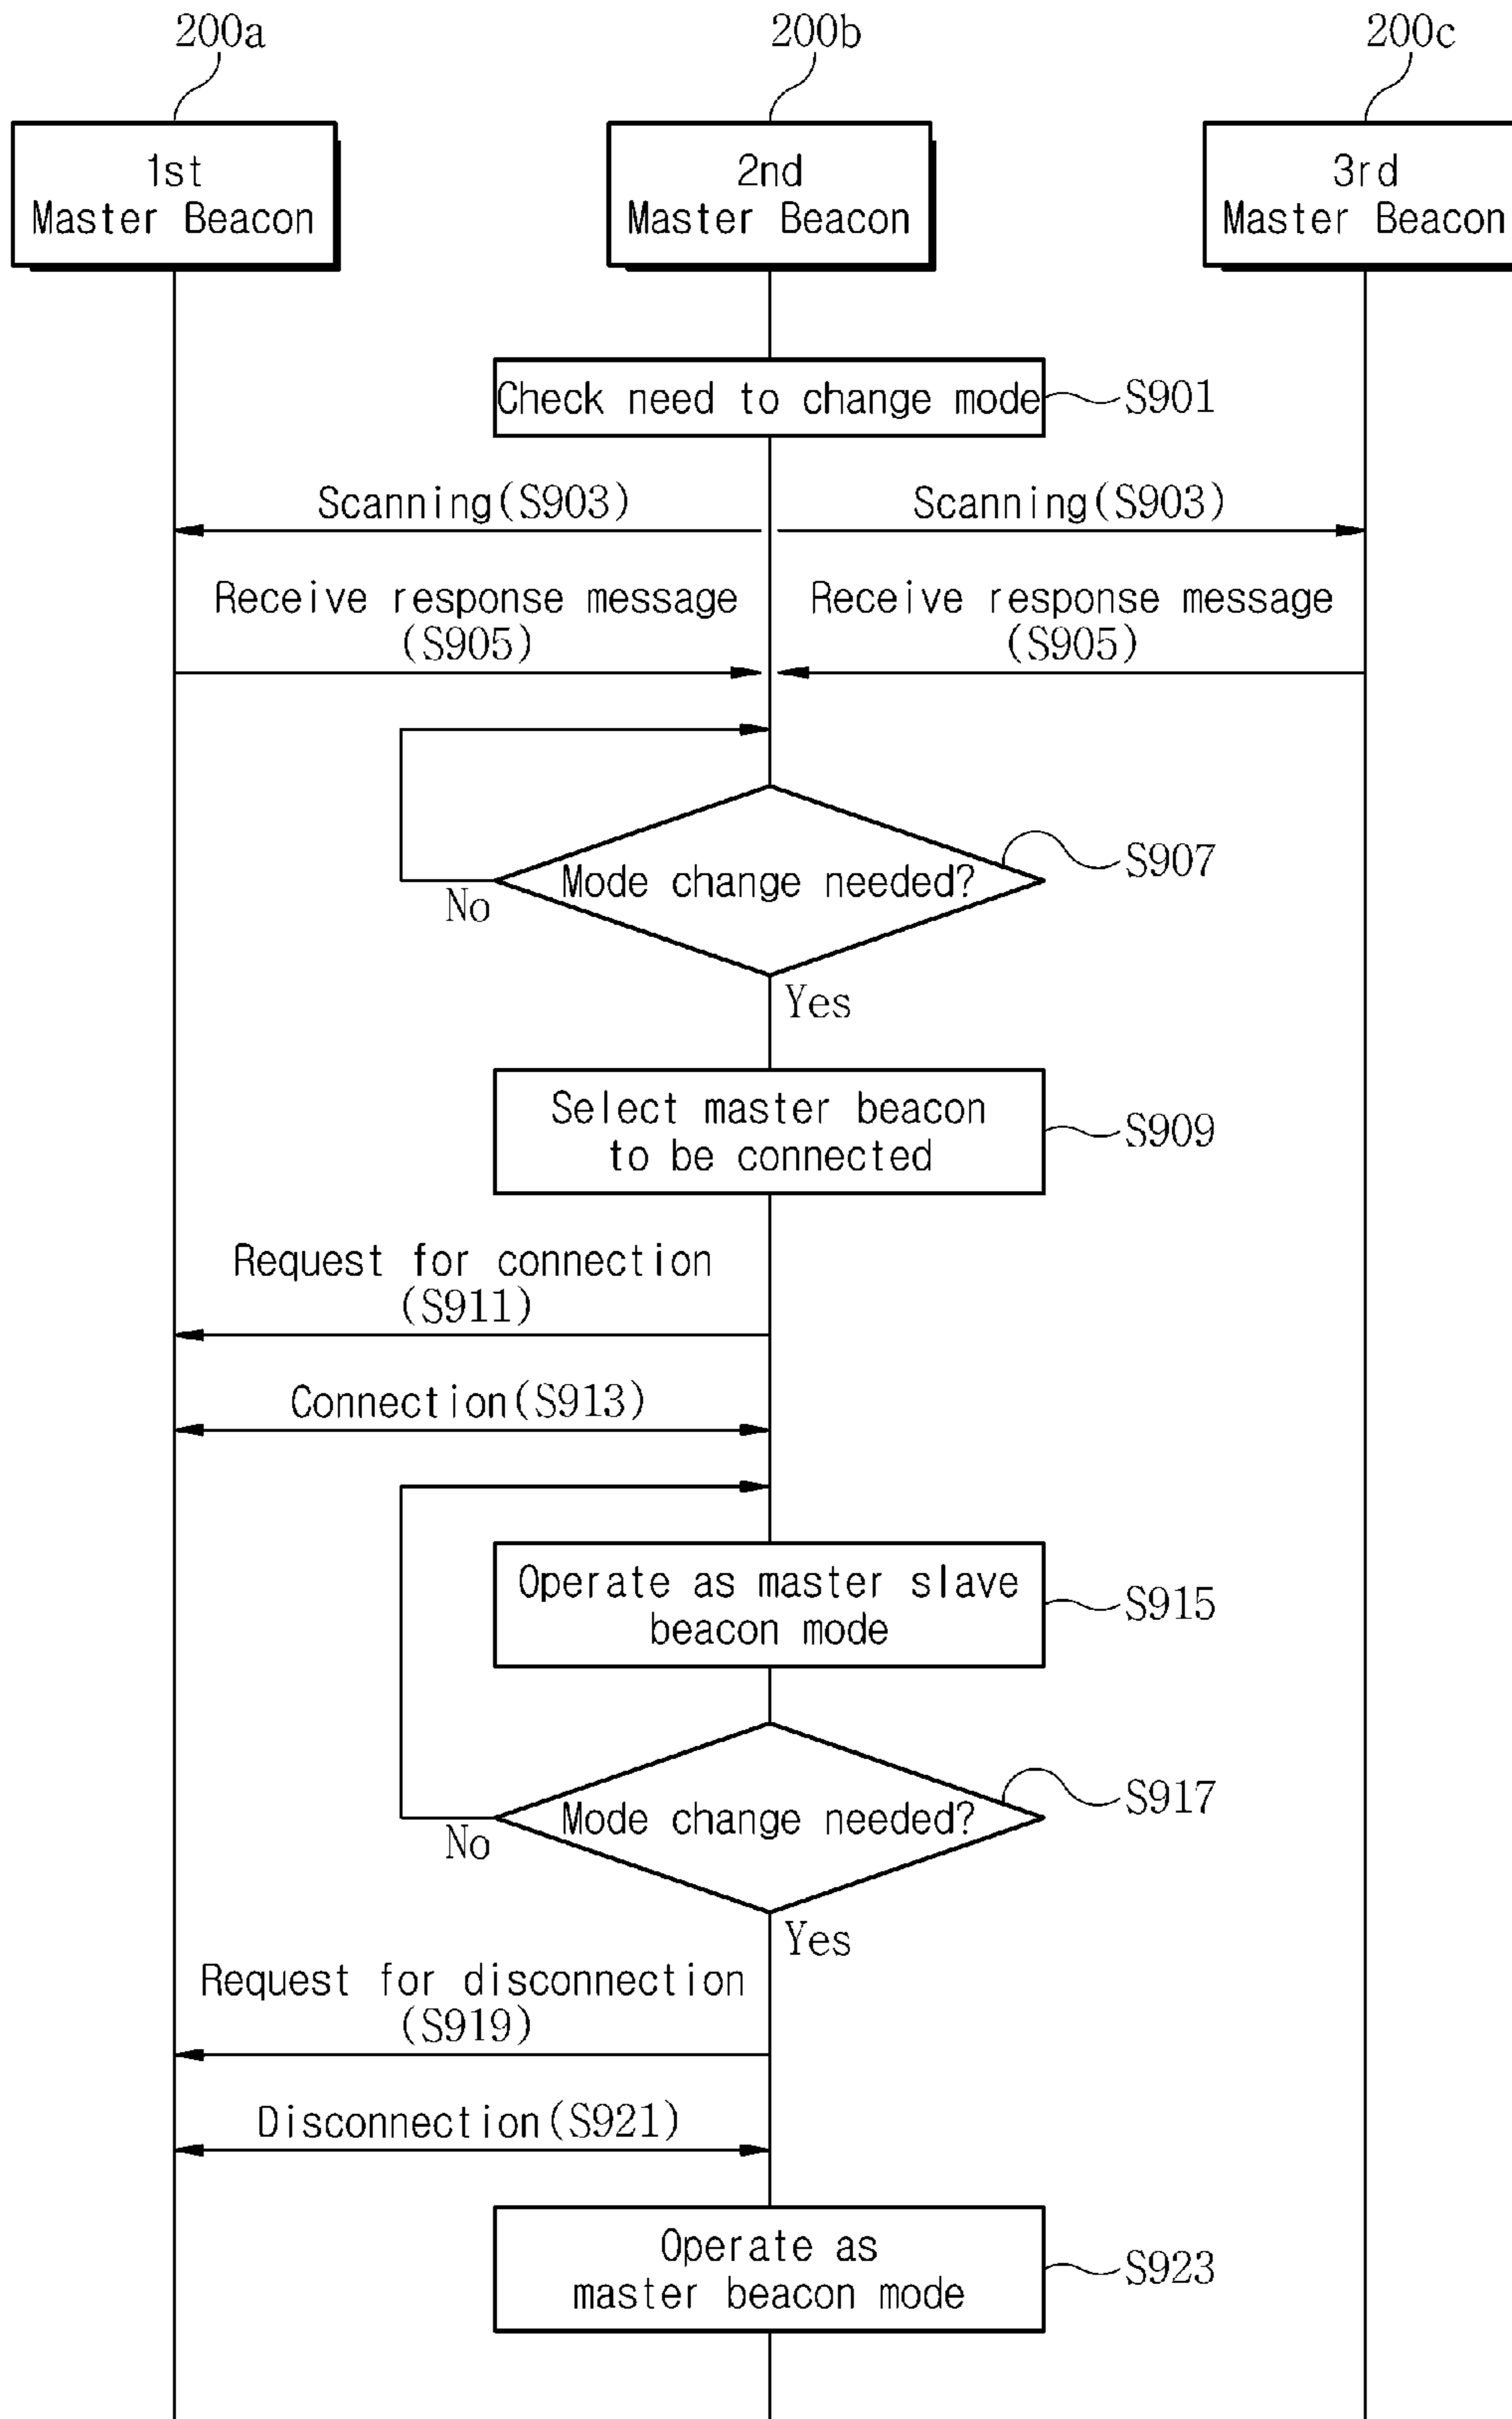 200a
200b
200c
1st
Master Beacon
2nd
Master Beacon
3rd
Master Beacon
Check need to change mode
S901
Scanning(S903)
Scanning(S903)
Receive response message
(S905)
Receive response message
(S905)
Mode change needed?
S907
No
Yes
Select master beacon
to be connected
S909
Request for connection
(S911)
Connection(S913)
Operate as master slave
beacon mode
S915
Mode change needed?
S917
No
Yes
Request for disconnection
(S919)
Disconnection(S921)
Operate as
master beacon mode
S923